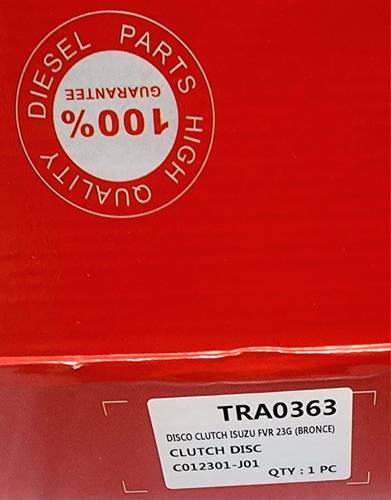 DIESEL PARTS HIGH QUALITY
100%
GUARANTEE
TRA0363
DISCO CLUTCH ISUZU FVR 23G (BRONCE)
CLUTCH DISC
C012301-J01
QTY : 1 PC